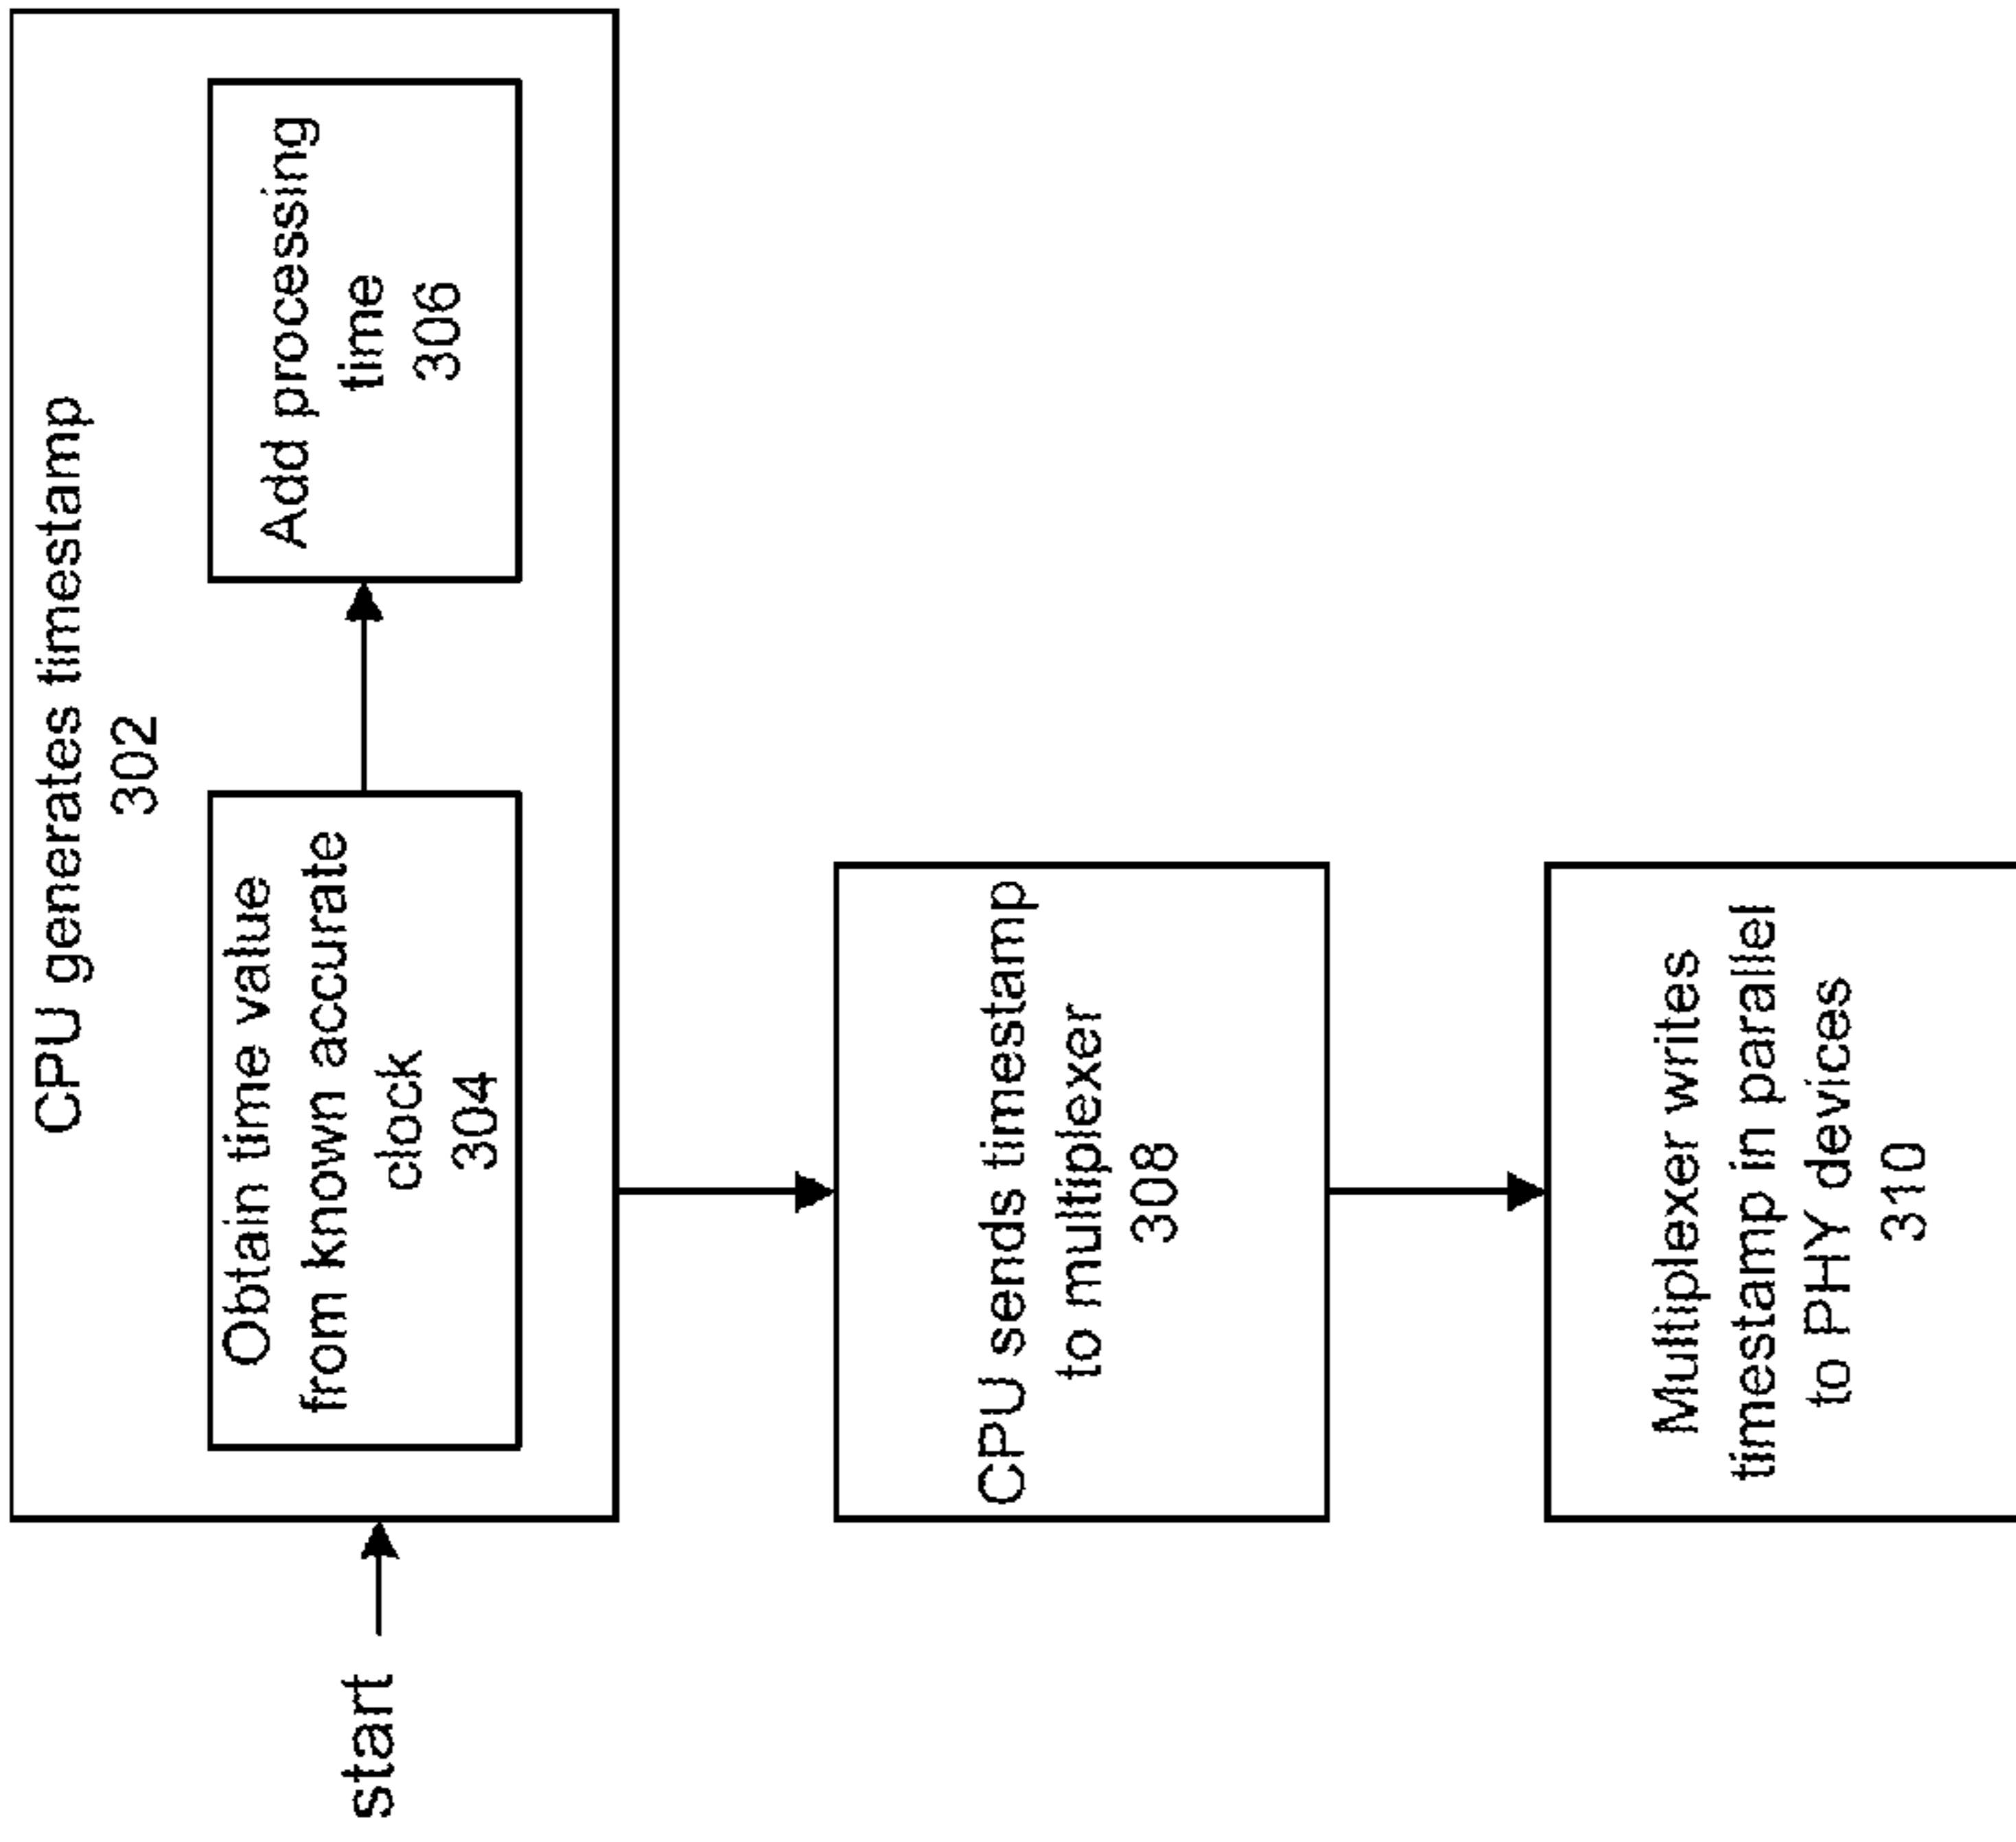 start
CPU generates timestamp
302
Obtain time value
from known accurate
clock
304
Add processing
time
306
CPU sends timestamp
to multiplexer
308
Multiplexer writes
timestamp in parallel
to PHY devices
310